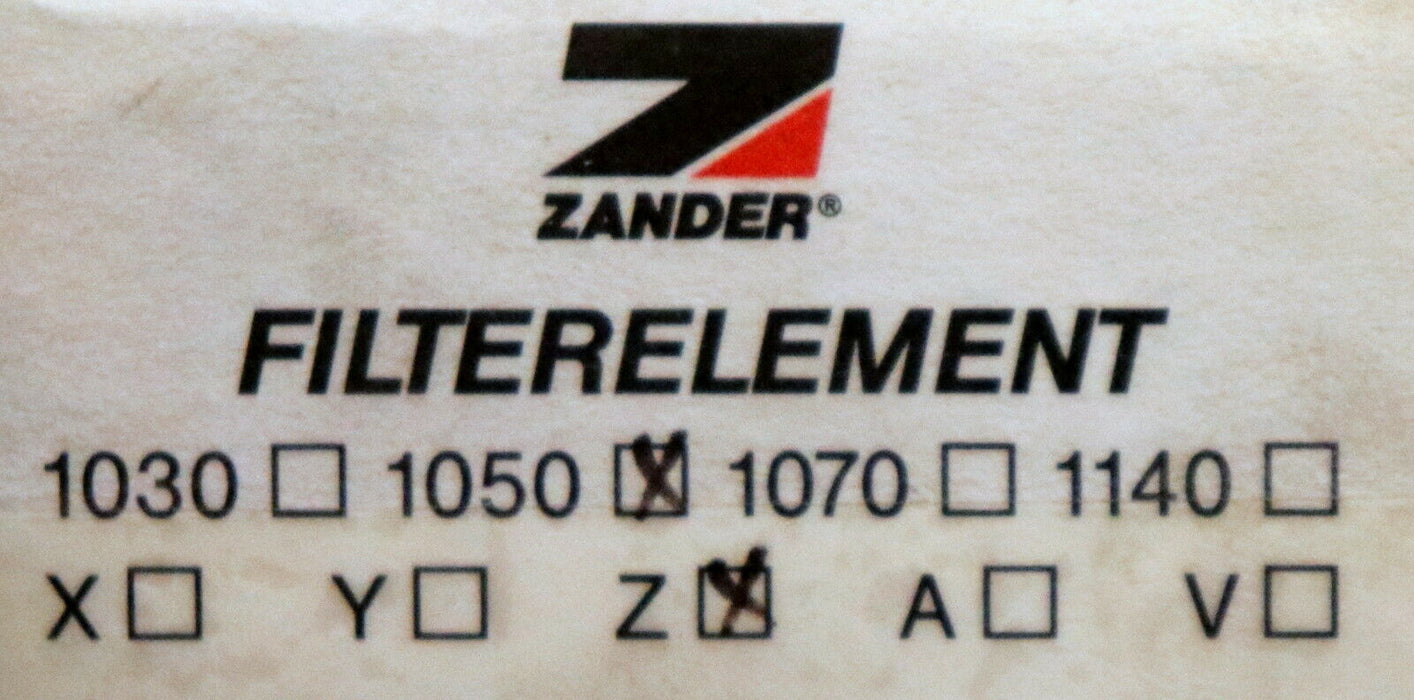 ZANDER®
FILTERELEMENT
1030 ☐ 1050 ☒ 1070 ☐ 1140 ☐
X ☐ Y ☐ Z ☒ A ☐ V ☐